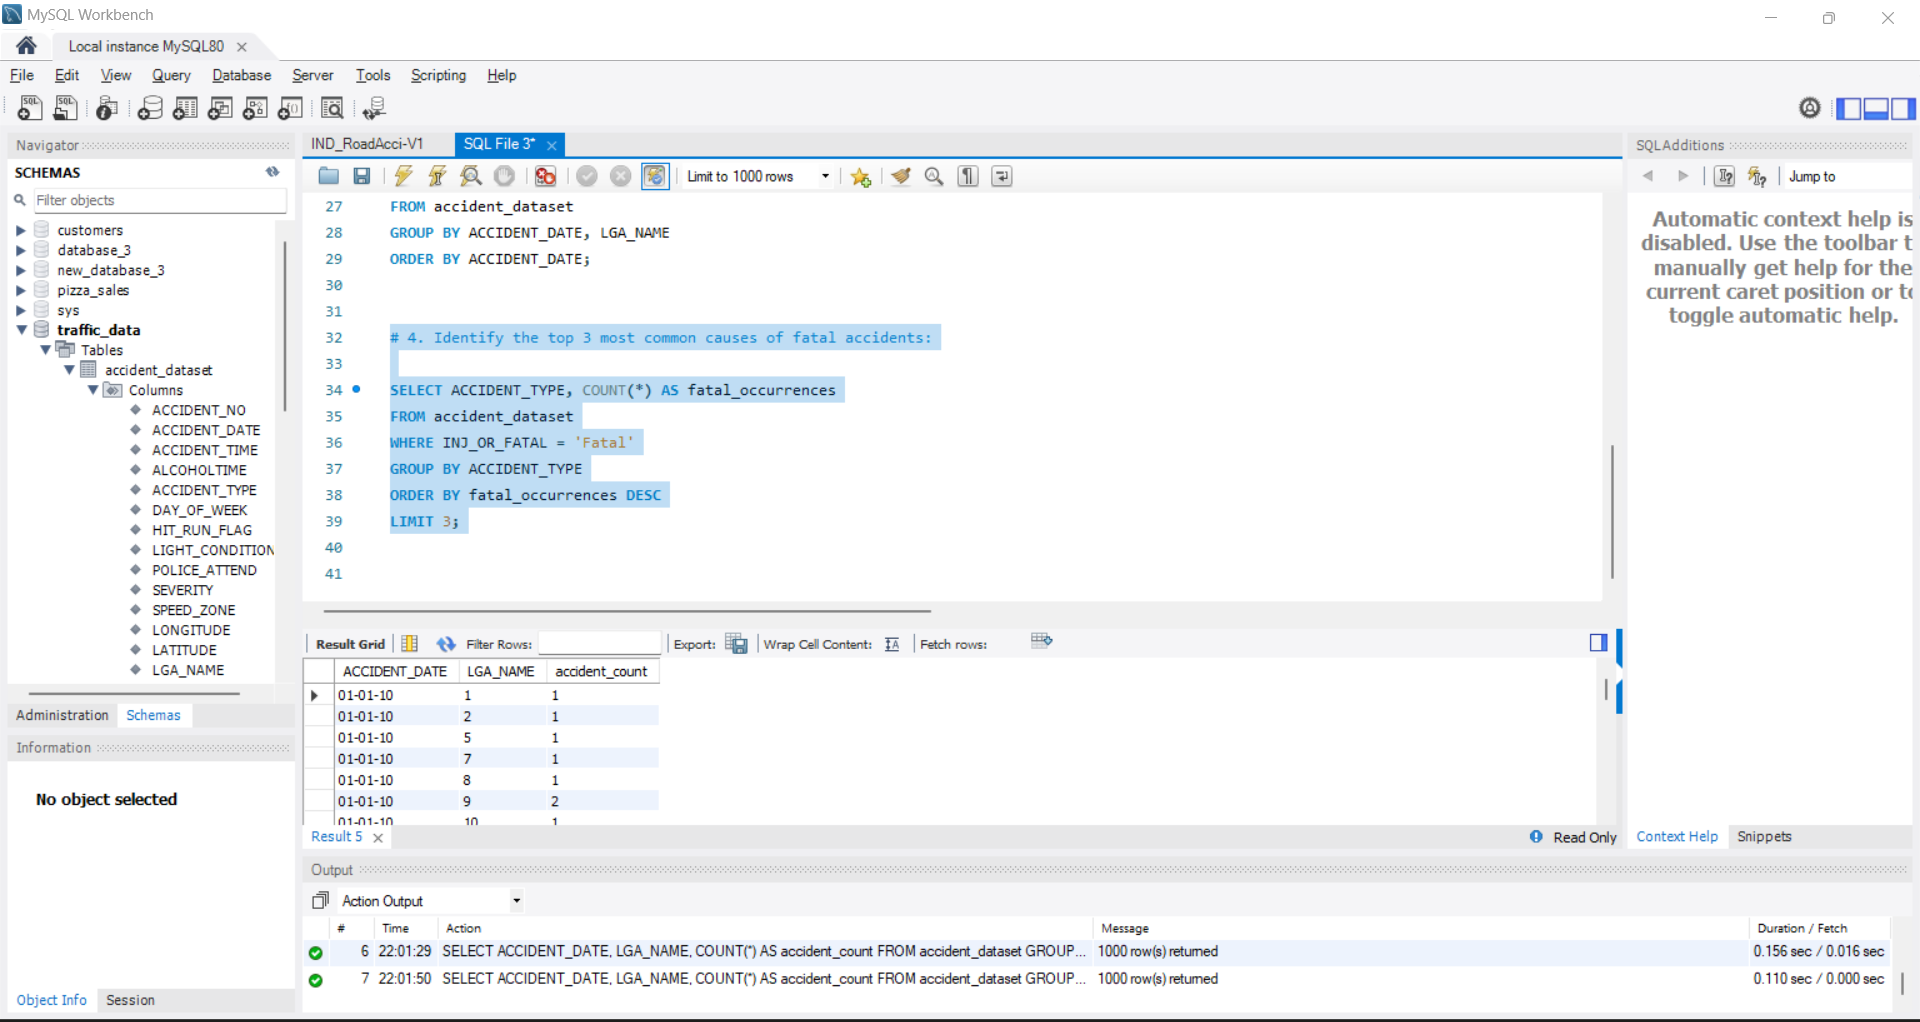 MySQL Workbench
Local instance MySQL80
File Edit View Query Database Server Tools Scripting Help
Navigator
SCHEMAS
Filter objects
customers
database_3
new_database_3
pizza_sales
sys
traffic_data
Tables
accident_dataset
Columns
ACCIDENT_NO
ACCIDENT_DATE
ACCIDENT_TIME
ALCOHOLTIME
ACCIDENT_TYPE
DAY_OF_WEEK
HIT_RUN_FLAG
LIGHT_CONDITION
POLICE_ATTEND
SEVERITY
SPEED_ZONE
LONGITUDE
LATITUDE
LGA_NAME
Administration Schemas
Information
No object selected
Object Info Session
IND_RoadAcci-V1 SQL File 3*
Limit to 1000 rows
27 FROM accident_dataset
28 GROUP BY ACCIDENT_DATE, LGA_NAME
29 ORDER BY ACCIDENT_DATE;
30
31
32 # 4. Identify the top 3 most common causes of fatal accidents:
33
34 SELECT ACCIDENT_TYPE, COUNT(*) AS fatal_occurrences
35 FROM accident_dataset
36 WHERE INJ_OR_FATAL = 'Fatal'
37 GROUP BY ACCIDENT_TYPE
38 ORDER BY fatal_occurrences DESC
39 LIMIT 3;
40
41
Result Grid Filter Rows: Export: Wrap Cell Content: Fetch rows:
ACCIDENT_DATE LGA_NAME accident_count
01-01-10 1 1
01-01-10 2 1
01-01-10 5 1
01-01-10 7 1
01-01-10 8 1
01-01-10 9 2
01-01-10 10 1
Result 5 Read Only
SQLAdditions
Jump to
Automatic context help is
disabled. Use the toolbar t
manually get help for the
current caret position or to
toggle automatic help.
Context Help Snippets
Output
Action Output
# Time Action Message Duration / Fetch
6 22:01:29 SELECT ACCIDENT_DATE, LGA_NAME, COUNT(*) AS accident_count FROM accident_dataset GROUP... 1000 row(s) returned 0.156 sec / 0.016 sec
7 22:01:50 SELECT ACCIDENT_DATE, LGA_NAME, COUNT(*) AS accident_count FROM accident_dataset GROUP... 1000 row(s) returned 0.110 sec / 0.000 sec